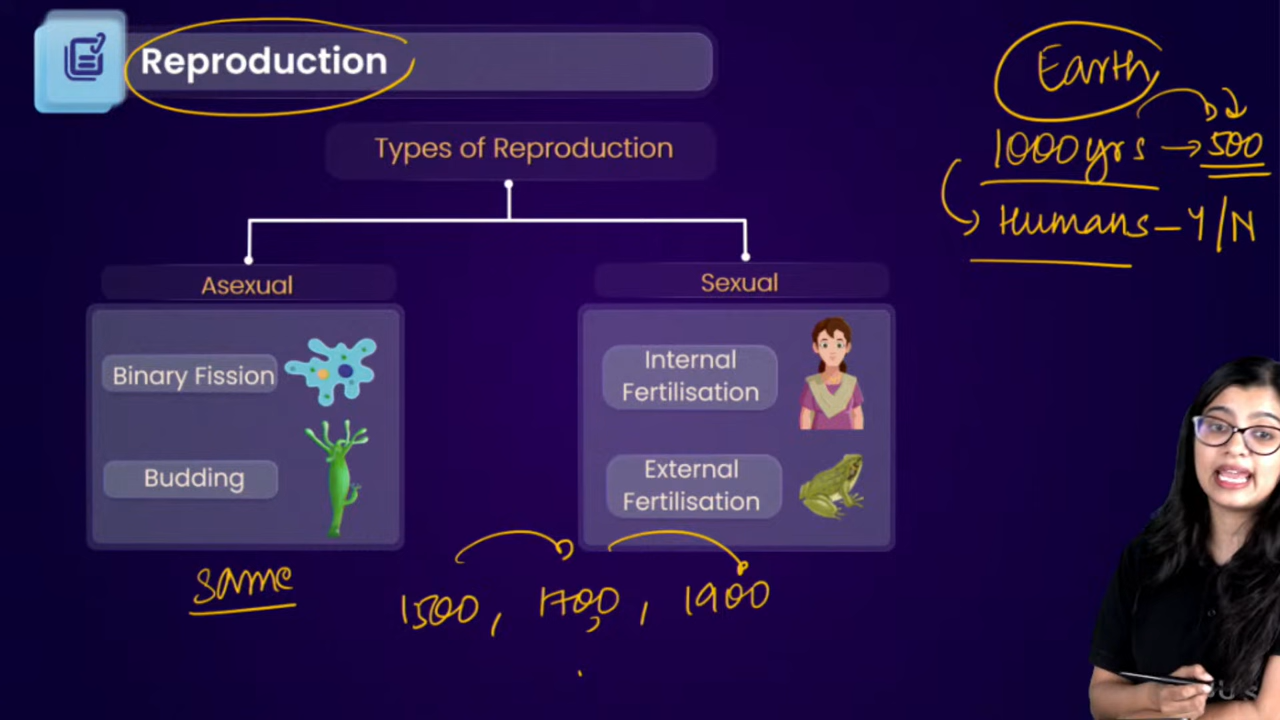 Reproduction
Types of Reproduction
Asexual
Binary Fission
Budding
same
Sexual
Internal
Fertilisation
External
Fertilisation
1500, 1700, 1900
Earth
1000 yrs → 500
Humans - Y/N